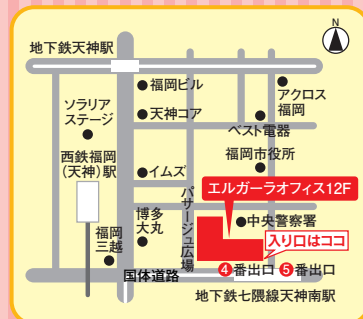 N
地下鉄天神駅
福岡ビル
アクロス
福岡
ソラリア
ステージ
天神コア
ベスト電器
西鉄福岡
(天神)駅
イムズ
福岡市役所
エルガーラオフィス12F
パサージュ広場
博多
大丸
中央警察署
入り口はココ
福岡
三越
国体道路
4番出口 5番出口
地下鉄七隈線天神南駅